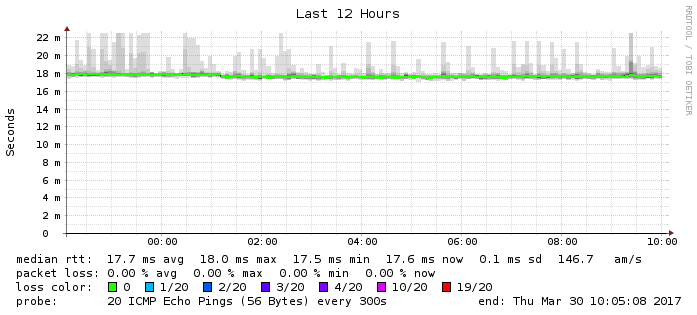 Last 12 Hours
RRDTOOL / TOBI OETIKER
Seconds
22 m
20 m
18 m
16 m
14 m
12 m
10 m
8 m
6 m
4 m
2 m
0
00:00 02:00 04:00 06:00 08:00 10:00
median rtt: 17.7 ms avg 18.0 ms max 17.5 ms min 17.6 ms now 0.1 ms sd 146.7 am/s
packet loss: 0.00 % avg 0.00 % max 0.00 % min 0.00 % now
loss color: 0 1/20 2/20 3/20 4/20 10/20 19/20
probe: 20 ICMP Echo Pings (56 Bytes) every 300s end: Thu Mar 30 10:05:08 2017